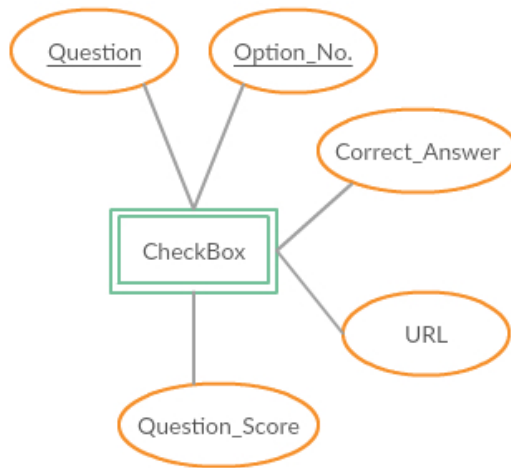 Question
Option_No.
Correct_Answer
CheckBox
URL
Question_Score